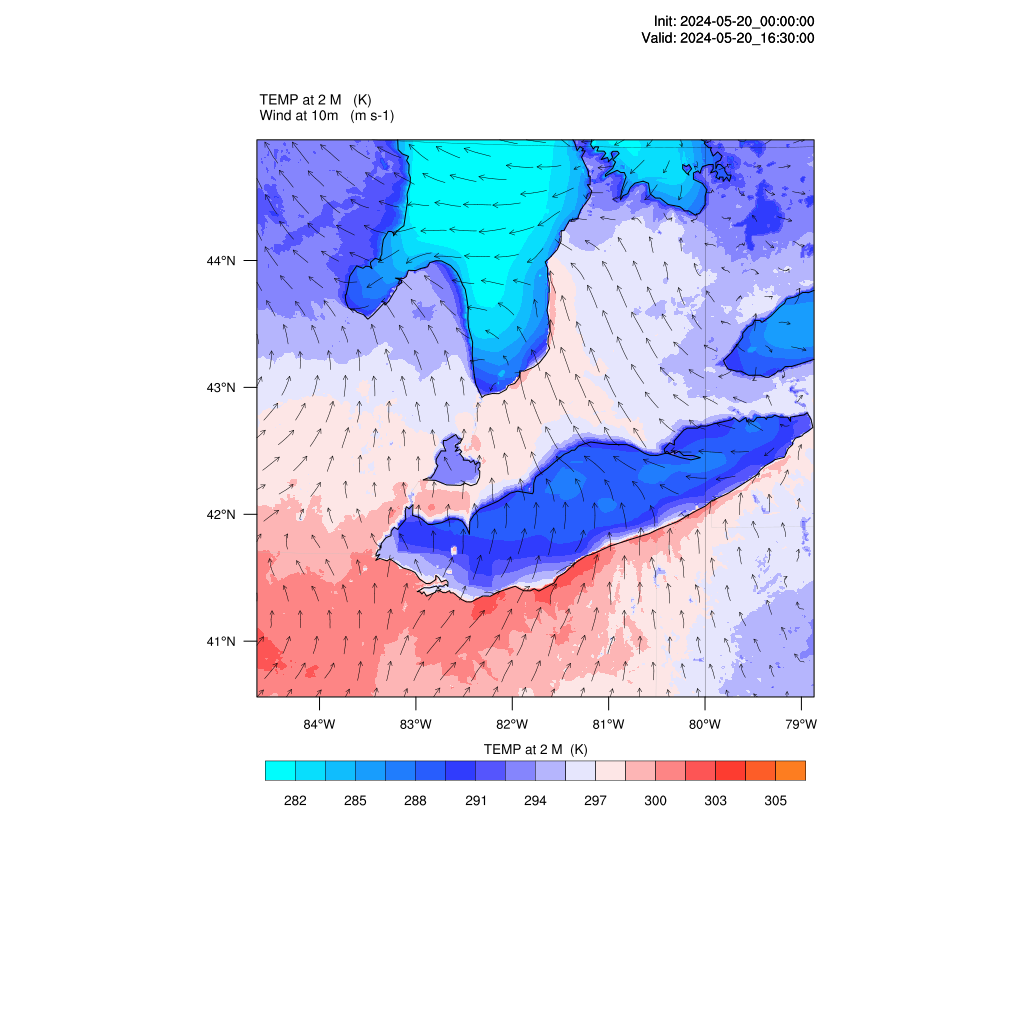 Init: 2024-05-20_00:00:00
Valid: 2024-05-20_16:30:00
TEMP at 2 M (K)
Wind at 10m (m s-1)
44°N
43°N
42°N
41°N
84°W 83°W 82°W 81°W 80°W 79°W
TEMP at 2 M (K)
282 285 288 291 294 297 300 303 305